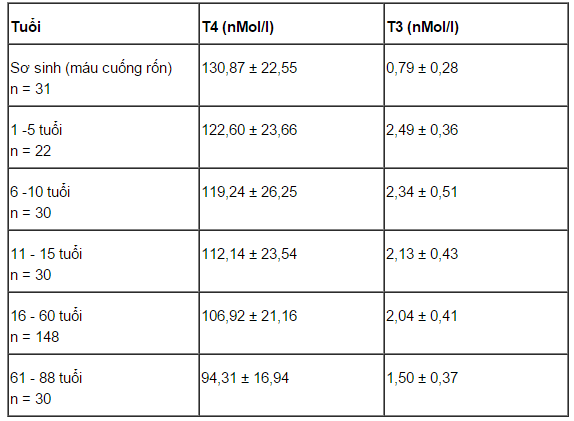 Tuổi T4 (nMol/l) T3 (nMol/l)
Sơ sinh (máu cuống rốn) 130,87 ± 22,55 0,79 ± 0,28
n = 31
1 -5 tuổi 122,60 ± 23,66 2,49 ± 0,36
n = 22
6 -10 tuổi 119,24 ± 26,25 2,34 ± 0,51
n = 30
11 - 15 tuổi 112,14 ± 23,54 2,13 ± 0,43
n = 30
16 - 60 tuổi 106,92 ± 21,16 2,04 ± 0,41
n = 148
61 - 88 tuổi 94,31 ± 16,94 1,50 ± 0,37
n = 30